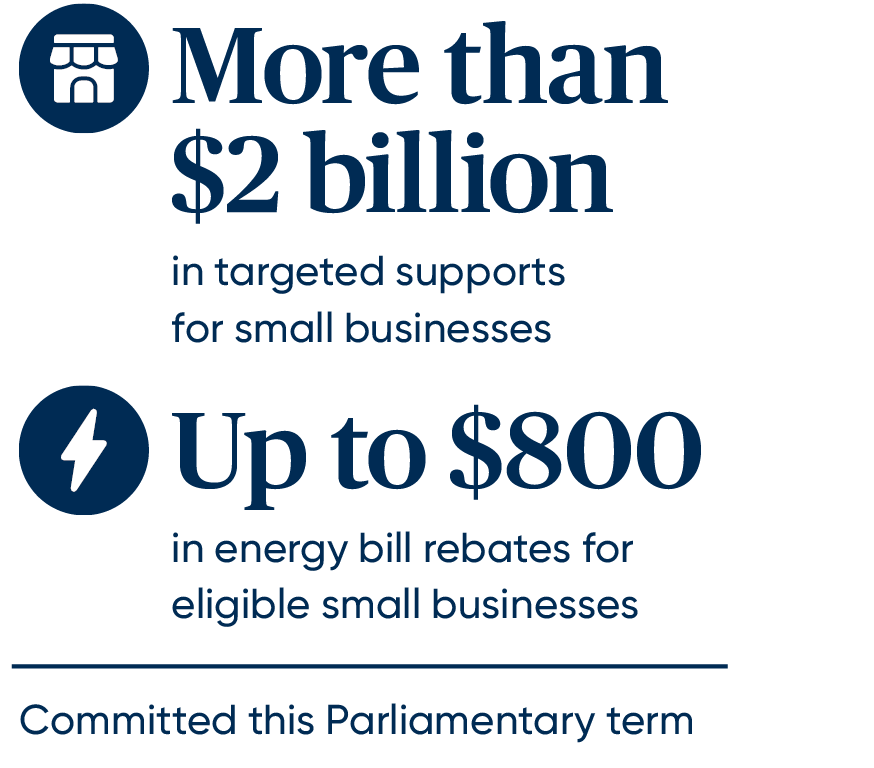 More than
$2 billion
in targeted supports
for small businesses
Up to $800
in energy bill rebates for
eligible small businesses
Committed this Parliamentary term